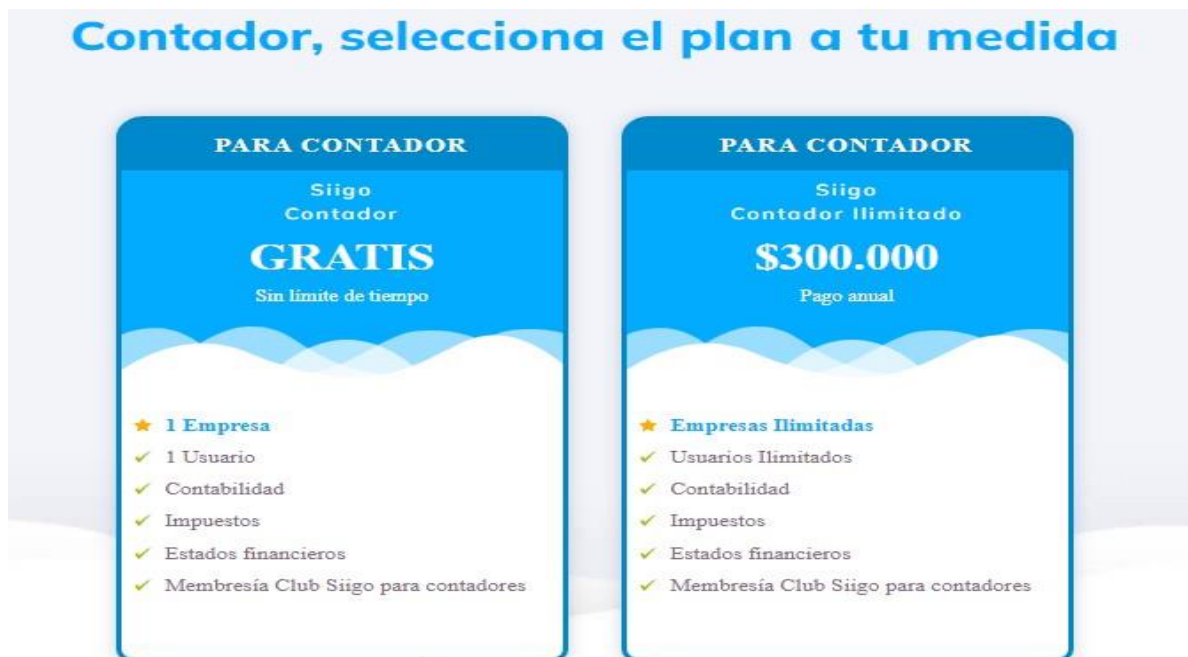 Contador, selecciona el plan a tu medida
PARA CONTADOR
Siigo
Contador
GRATIS
Sin límite de tiempo
1 Empresa
1 Usuario
Contabilidad
Impuestos
Estados financieros
Membresía Club Siigo para contadores
PARA CONTADOR
Siigo
Contador Ilimitado
$300.000
Pago anual
Empresas Ilimitadas
Usuarios Ilimitados
Contabilidad
Impuestos
Estados financieros
Membresía Club Siigo para contadores